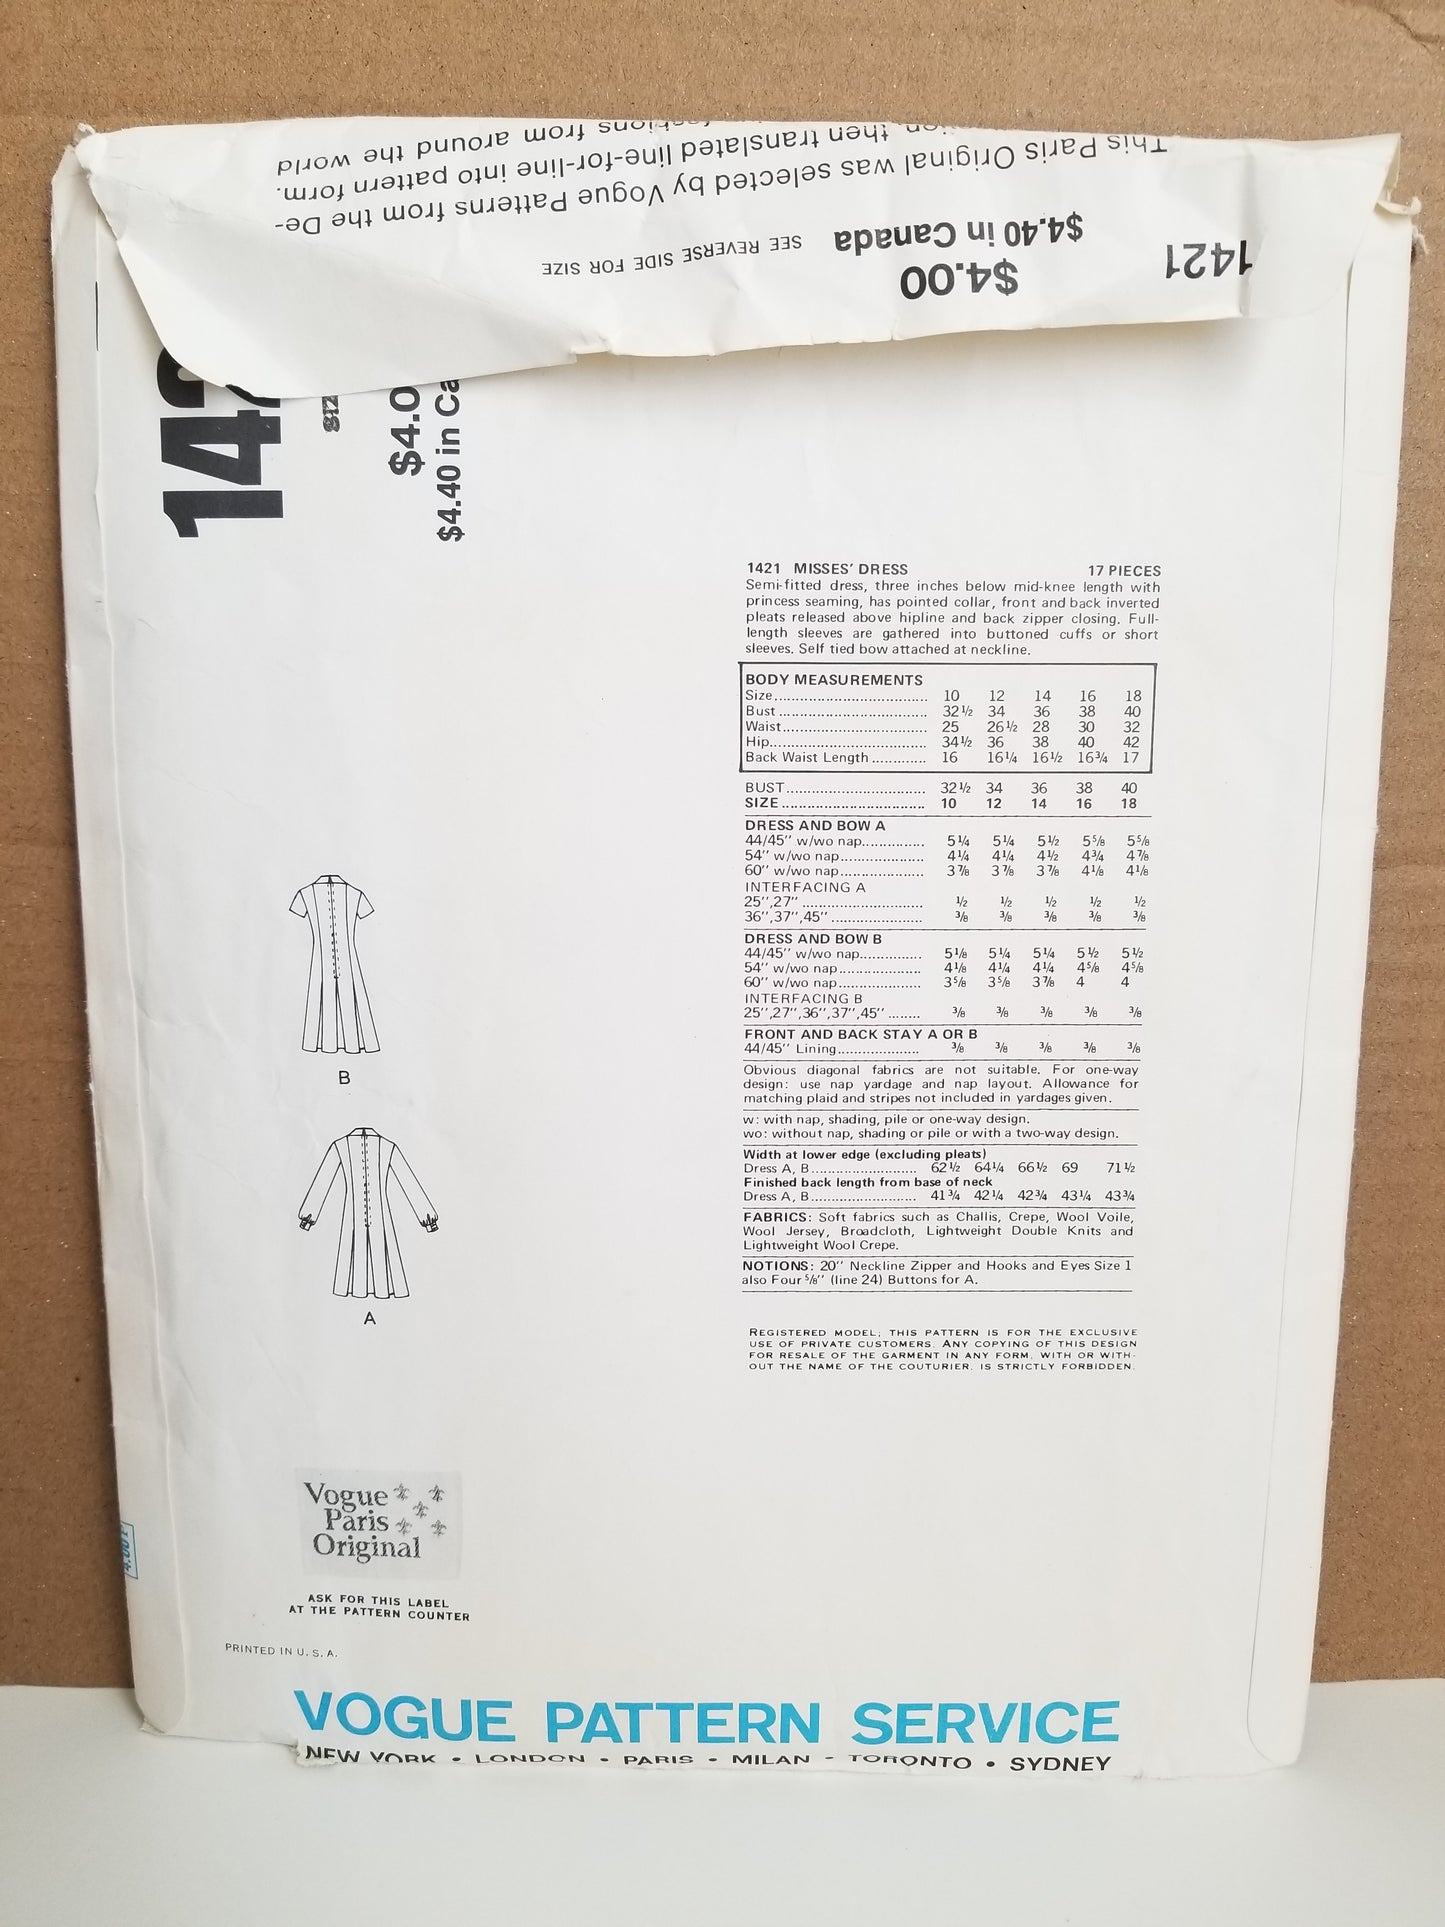 This Paris Original was selected by Vogue Patterns from the De-
then translated line-for-line into pattern form.
from around the world
1421
$4.00
$4.40 in Canada
SEE REVERSE SIDE FOR SIZE
142
SIZ
$4.0
$4.40 in Ca
1421 MISSES' DRESS 17 PIECES
Semi-fitted dress, three inches below mid-knee length with
princess seaming, has pointed collar, front and back inverted
pleats released above hipline and back zipper closing. Full-
length sleeves are gathered into buttoned cuffs or short
sleeves. Self tied bow attached at neckline.
BODY MEASUREMENTS
Size 10 12 14 16 18
Bust 32½ 34 36 38 40
Waist 25 26½ 28 30 32
Hip 34½ 36 38 40 42
Back Waist Length 16 16¼ 16½ 16¾ 17
BUST 32½ 34 36 38 40
SIZE 10 12 14 16 18
DRESS AND BOW A
44/45" w/wo nap 5¼ 5¼ 5½ 5⅝ 5⅝
54" w/wo nap 4¼ 4¼ 4½ 4¾ 4⅞
60" w/wo nap 3⅞ 3⅞ 3⅞ 4⅛ 4⅛
INTERFACING A
25",27" ½ ½ ½ ½ ½
36",37",45" ⅜ ⅜ ⅜ ⅜ ⅜
DRESS AND BOW B
44/45" w/wo nap 5⅛ 5¼ 5¼ 5½ 5½
54" w/wo nap 4⅛ 4¼ 4¼ 4⅝ 4⅝
60" w/wo nap 3⅝ 3⅝ 3⅞ 4 4
INTERFACING B
25",27",36",37",45" ⅜ ⅜ ⅜ ⅜ ⅜
FRONT AND BACK STAY A OR B
44/45" Lining ⅜ ⅜ ⅜ ⅜ ⅜
Obvious diagonal fabrics are not suitable. For one-way
design: use nap yardage and nap layout. Allowance for
matching plaid and stripes not included in yardages given.
w: with nap, shading, pile or one-way design.
wo: without nap, shading or pile or with a two-way design.
Width at lower edge (excluding pleats)
Dress A, B 62½ 64¼ 66½ 69 71½
Finished back length from base of neck
Dress A, B 41¾ 42¼ 42¾ 43¼ 43¾
FABRICS: Soft fabrics such as Challis, Crepe, Wool Voile,
Wool Jersey, Broadcloth, Lightweight Double Knits and
Lightweight Wool Crepe.
NOTIONS: 20" Neckline Zipper and Hooks and Eyes Size 1
also Four ⅝" (line 24) Buttons for A.
REGISTERED MODEL; THIS PATTERN IS FOR THE EXCLUSIVE
USE OF PRIVATE CUSTOMERS. ANY COPYING OF THIS DESIGN
FOR RESALE OF THE GARMENT IN ANY FORM, WITH OR WITH-
OUT THE NAME OF THE COUTURIER, IS STRICTLY FORBIDDEN.
B
A
Vogue
Paris
Original
ASK FOR THIS LABEL
AT THE PATTERN COUNTER
PRINTED IN U.S.A.
VOGUE PATTERN SERVICE
NEW YORK • LONDON • PARIS • MILAN - TORONTO • SYDNEY